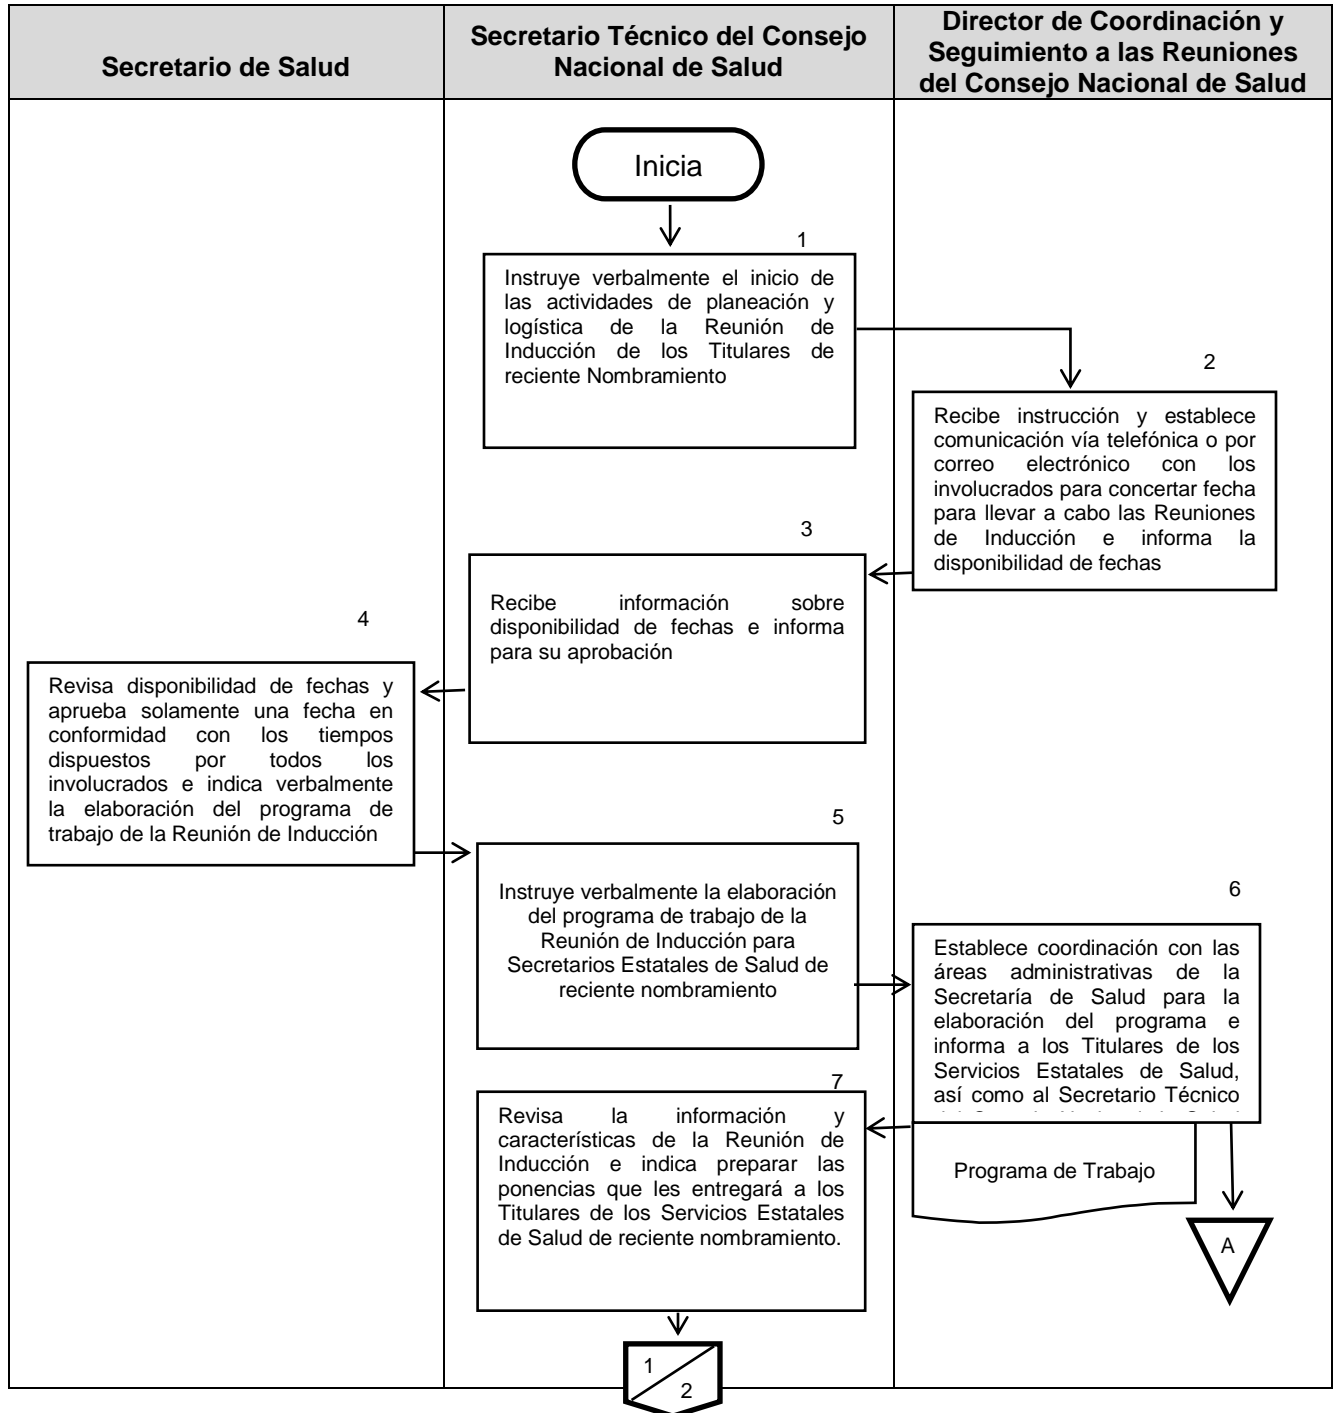 Secretario de Salud
Secretario Técnico del Consejo
Nacional de Salud
Director de Coordinación y
Seguimiento a las Reuniones
del Consejo Nacional de Salud
Inicia
1
Instruye verbalmente el inicio de
las actividades de planeación y
logística de la Reunión de
Inducción de los Titulares de
reciente Nombramiento
2
Recibe instrucción y establece
comunicación vía telefónica o por
correo electrónico con los
involucrados para concertar fecha
para llevar a cabo las Reuniones
de Inducción e informa la
disponibilidad de fechas
3
Recibe información sobre
disponibilidad de fechas e informa
para su aprobación
4
Revisa disponibilidad de fechas y
aprueba solamente una fecha en
conformidad con los tiempos
dispuestos por todos los
involucrados e indica verbalmente
la elaboración del programa de
trabajo de la Reunión de Inducción
5
Instruye verbalmente la elaboración
del programa de trabajo de la
Reunión de Inducción para
Secretarios Estatales de Salud de
reciente nombramiento
6
Establece coordinación con las
áreas administrativas de la
Secretaría de Salud para la
elaboración del programa e
informa a los Titulares de los
Servicios Estatales de Salud,
así como al Secretario Técnico
Programa de Trabajo
A
7
Revisa la información y
características de la Reunión de
Inducción e indica preparar las
ponencias que les entregará a los
Titulares de los Servicios Estatales
de Salud de reciente nombramiento.
1
2